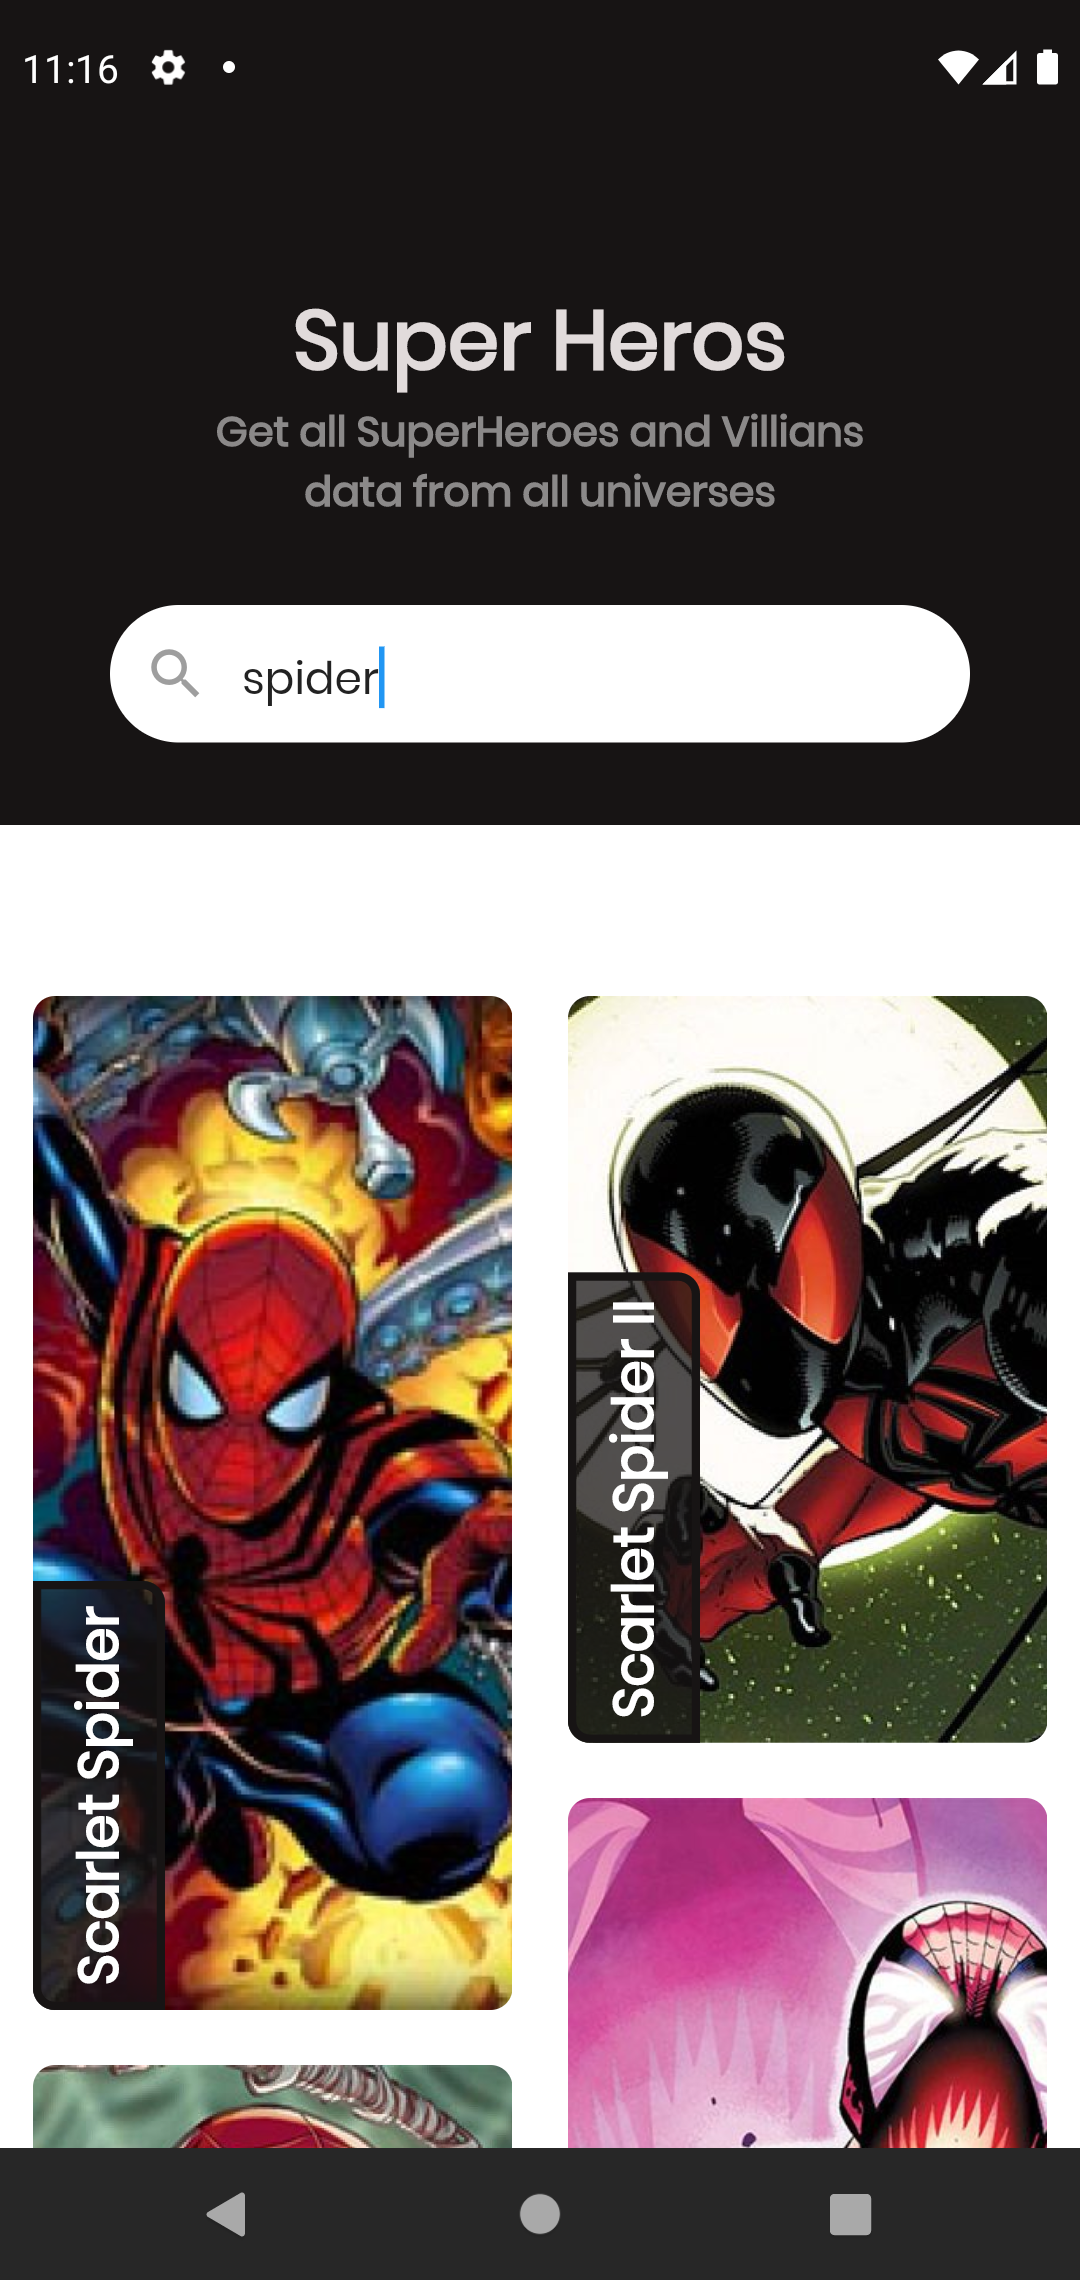 11:16
Super Heros
Get all SuperHeroes and Villians
data from all universes
spider
Scarlet Spider
Scarlet Spider II